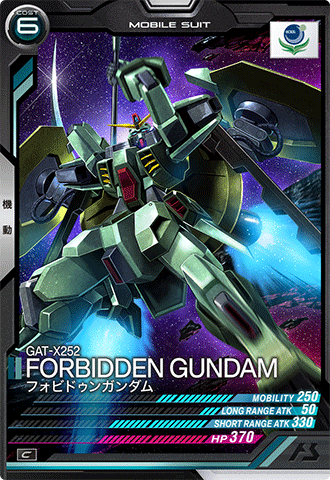 COST
6
MOBILE SUIT
機動
GAT-X252
FORBIDDEN GUNDAM
フォビドゥンガンダム
MOBILITY 250
LONG RANGE ATK 50
SHORT RANGE ATK 330
HP 370
C